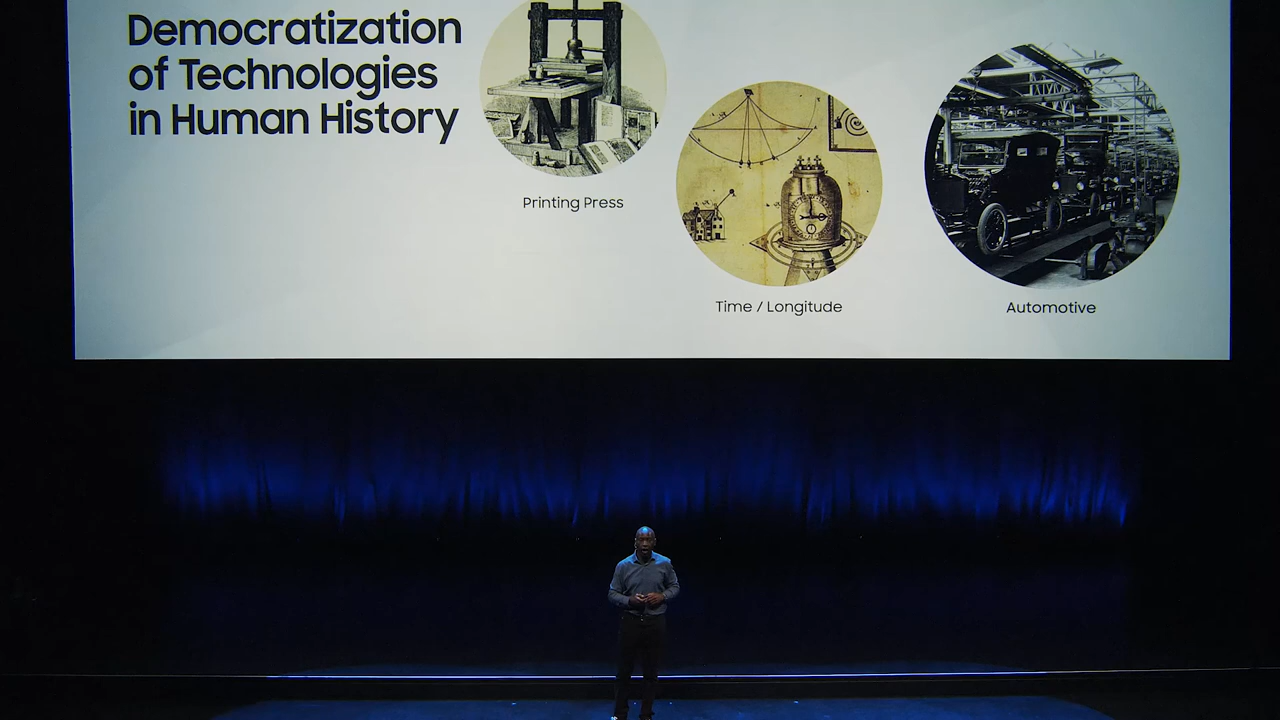 Democratization
of Technologies
in Human History
Printing Press
Time / Longitude
Automotive